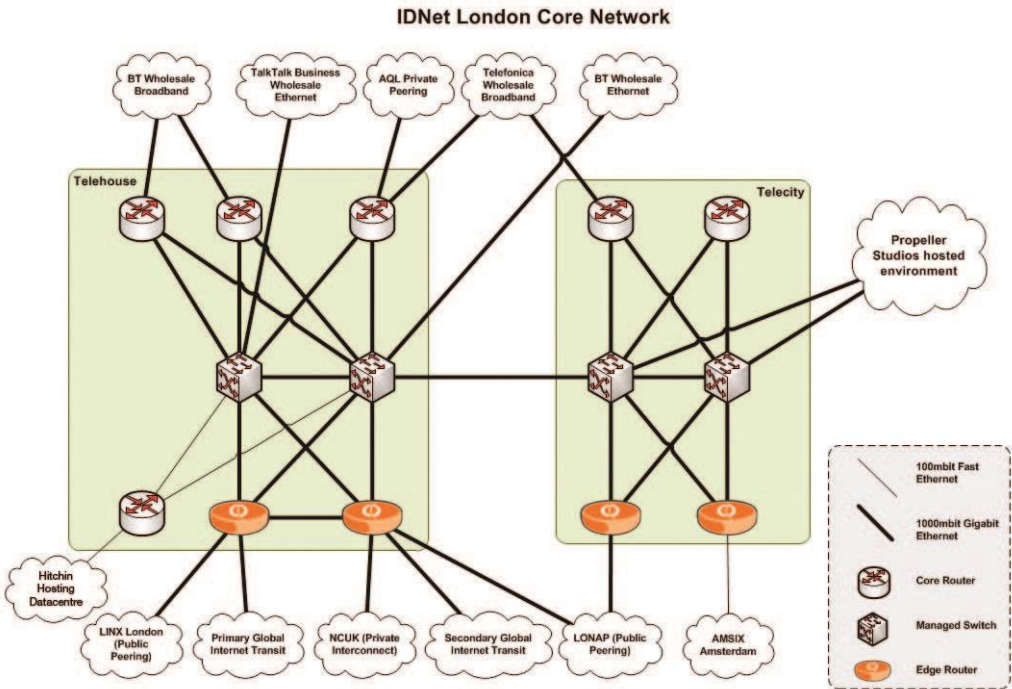 IDNet London Core Network
BT Wholesale
Broadband
TalkTalk Business
Wholesale
Ethernet
AQL Private
Peering
Telefonica
Wholesale
Broadband
BT Wholesale
Ethernet
Telehouse
Telecity
Propeller
Studios hosted
environment
Hitchin
Hosting
Datacentre
LINX London
(Public
Peering)
Primary Global
Internet Transit
NCUK (Private
Interconnect)
Secondary Global
Internet Transit
LONAP (Public
Peering)
AMSIX
Amsterdam
100mbit Fast
Ethernet
1000mbit Gigabit
Ethernet
Core Router
Managed Switch
Edge Router